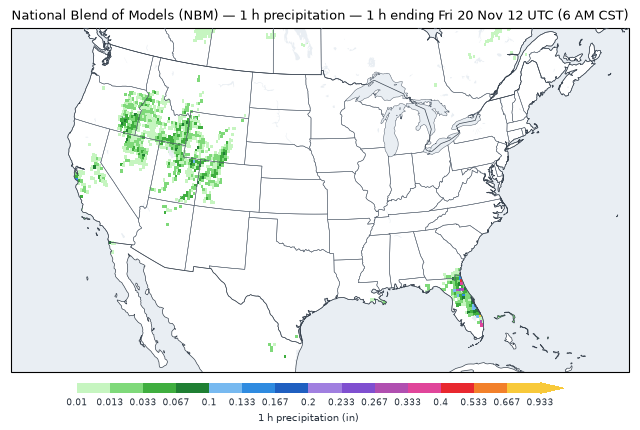 National Blend of Models (NBM) — 1 h precipitation — 1 h ending Fri 20 Nov 12 UTC (6 AM CST)
0.01 0.013 0.033 0.067 0.1 0.133 0.167 0.2 0.233 0.267 0.333 0.4 0.533 0.667 0.933
1 h precipitation (in)